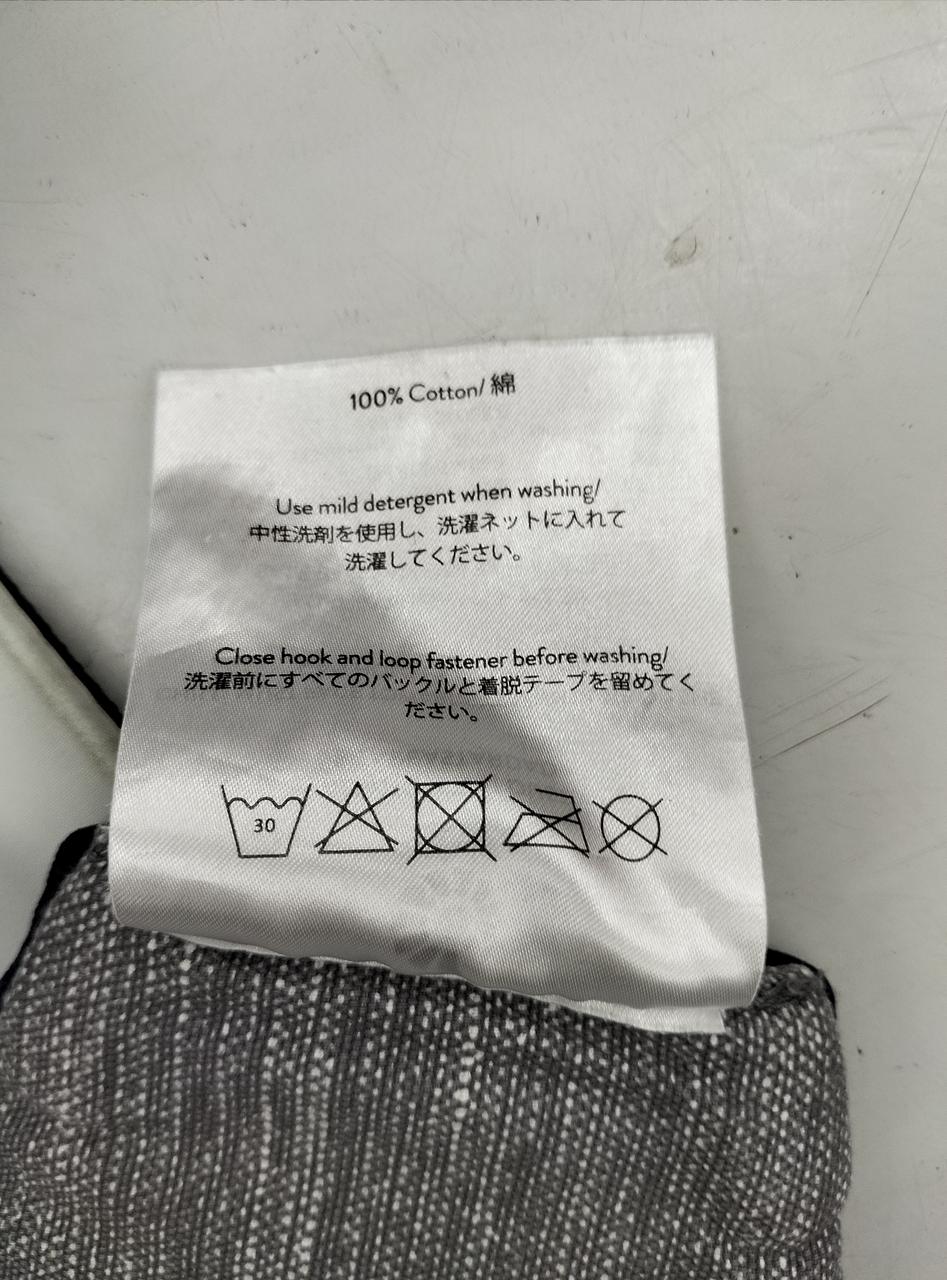 100% Cotton/ 綿
Use mild detergent when washing/
中性洗剤を使用し、洗濯ネットに入れて
洗濯してください。
Close hook and loop fastener before washing/
洗濯前にすべてのバックルと着脱テープを留めてく
ださい。
30